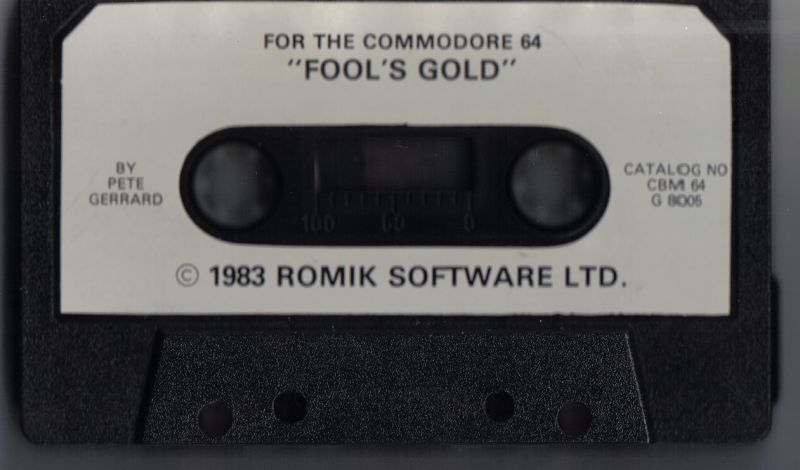 FOR THE COMMODORE 64
"FOOL'S GOLD"
BY
PETE
GERRARD
CATALOG NO
CBM 64
G 8005
100 50 0
© 1983 ROMIK SOFTWARE LTD.